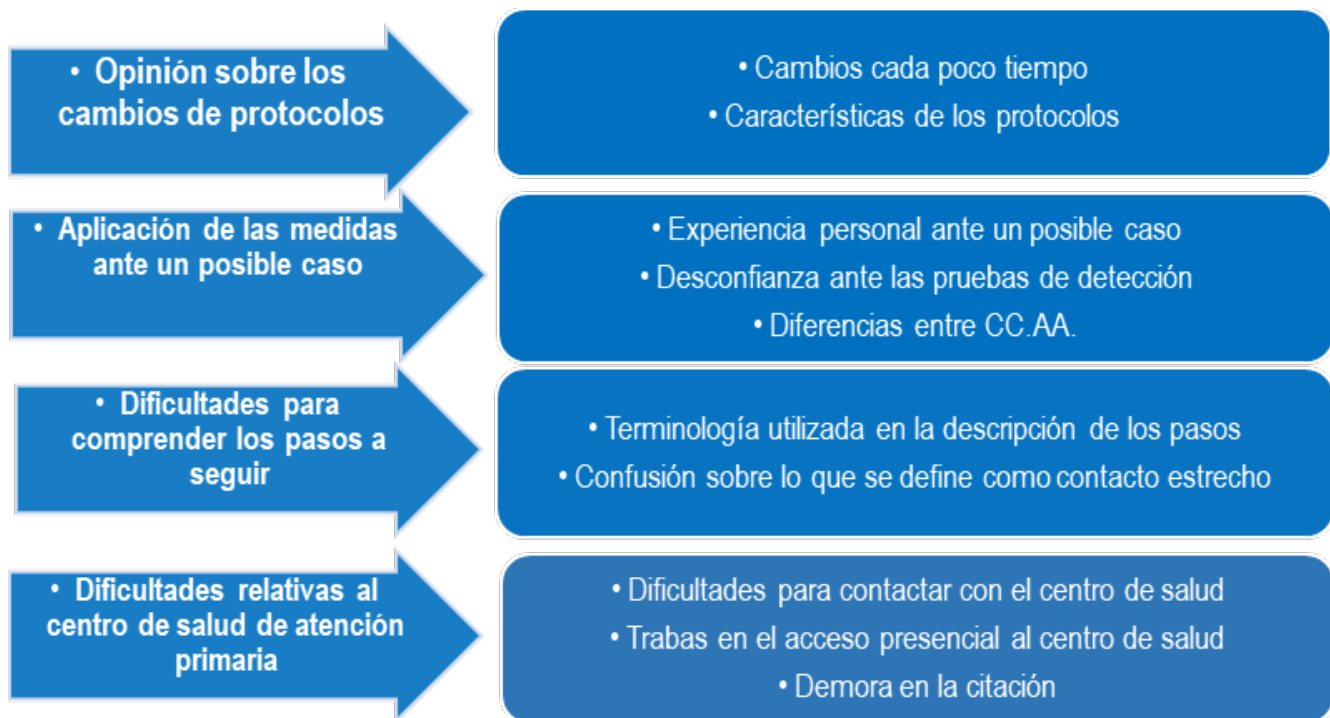 • Opinión sobre los
cambios de protocolos
• Cambios cada poco tiempo
• Características de los protocolos
• Aplicación de las medidas
ante un posible caso
• Experiencia personal ante un posible caso
• Desconfianza ante las pruebas de detección
• Diferencias entre CC.AA.
• Dificultades para
comprender los pasos a
seguir
• Terminología utilizada en la descripción de los pasos
• Confusión sobre lo que se define como contacto estrecho
• Dificultades relativas al
centro de salud de atención
primaria
• Dificultades para contactar con el centro de salud
• Trabas en el acceso presencial al centro de salud
• Demora en la citación